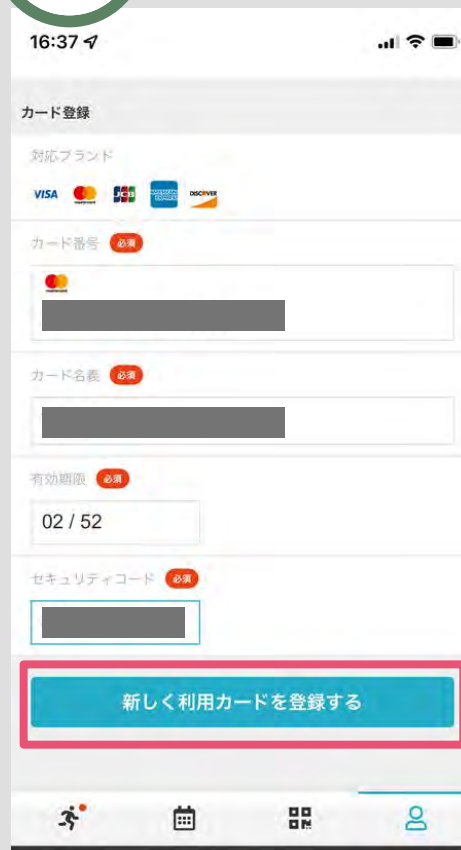 16:37
カード登録
対応ブランド
VISA mastercard JCB AMERICAN EXPRESS DISCOVER
カード番号 必須
mastercard
カード名義 必須
有効期限 必須
02 / 52
セキュリティコード 必須
新しく利用カードを登録する